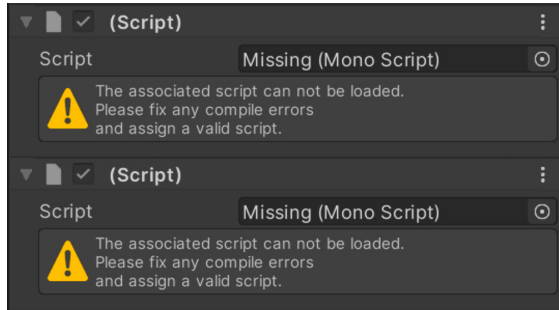 (Script)
Script Missing (Mono Script)
The associated script can not be loaded.
Please fix any compile errors
and assign a valid script.
(Script)
Script Missing (Mono Script)
The associated script can not be loaded.
Please fix any compile errors
and assign a valid script.